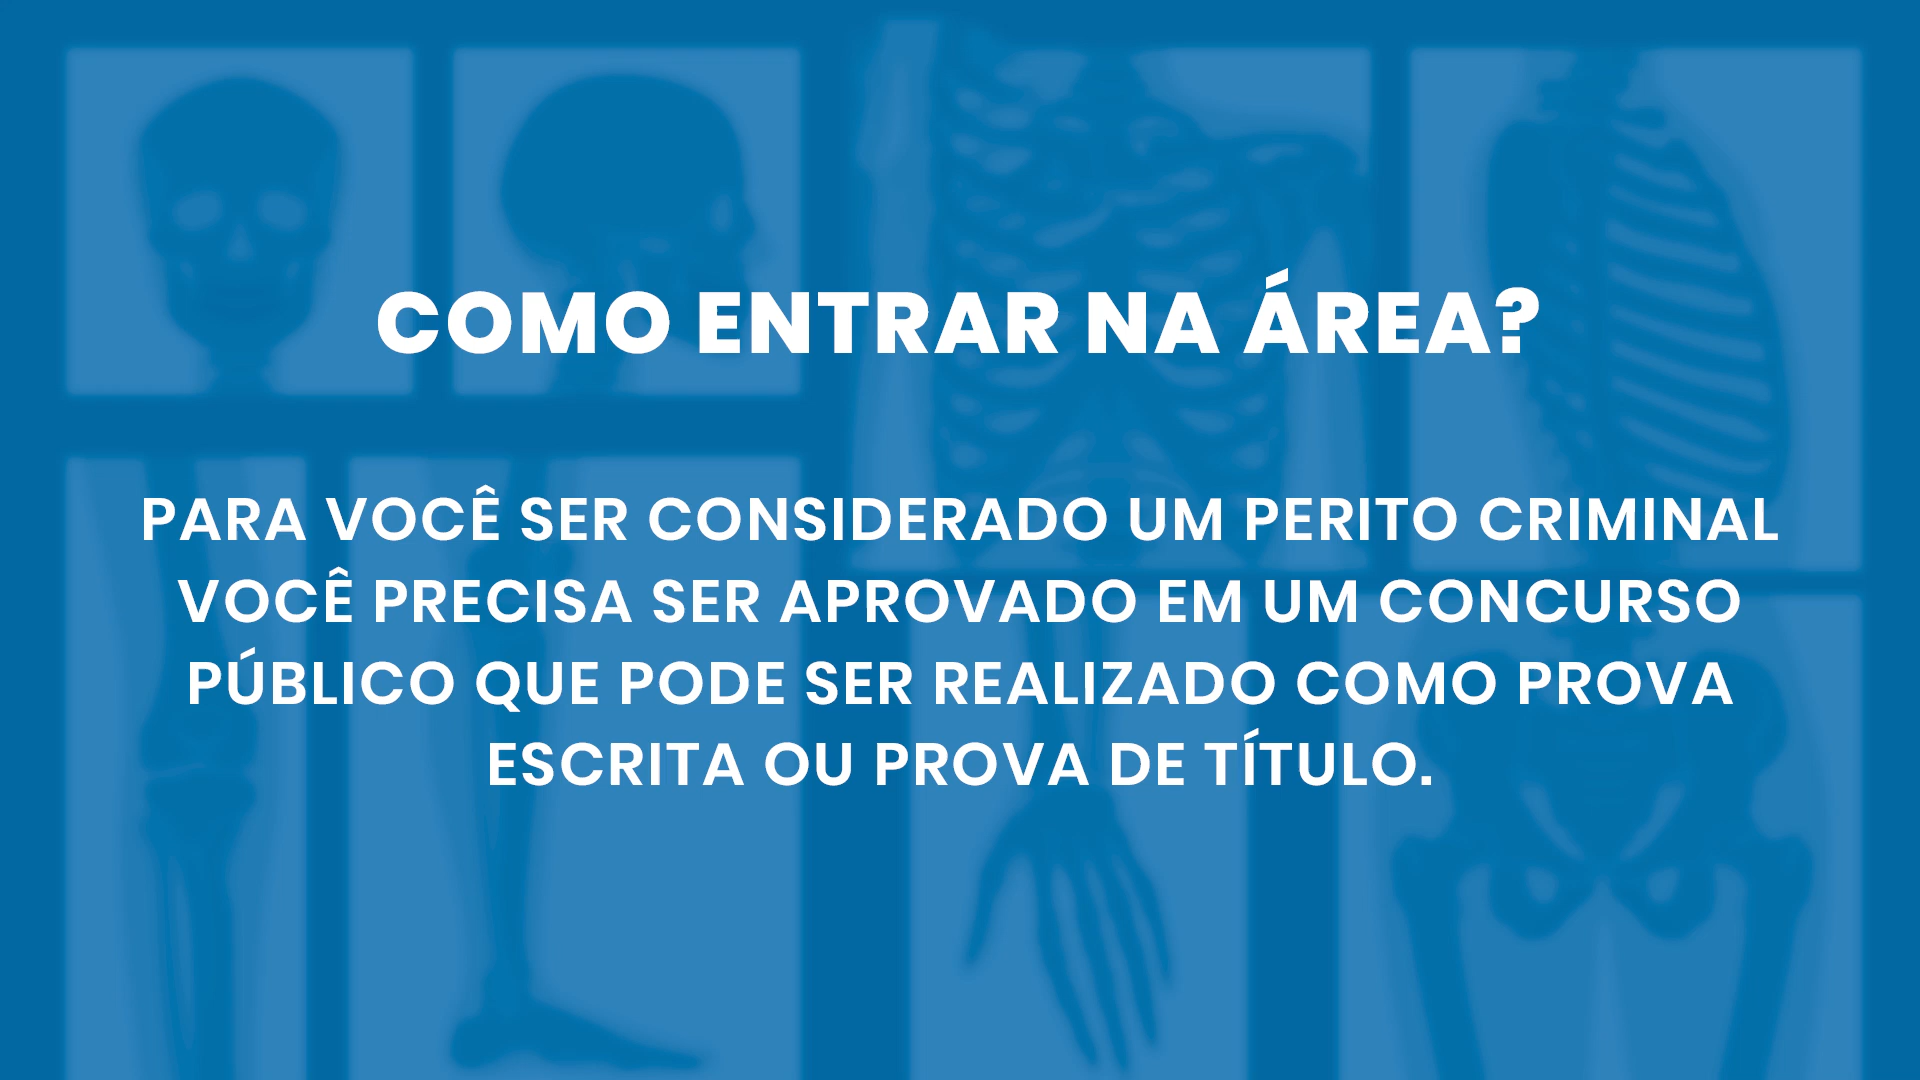 COMO ENTRAR NA ÁREA?
PARA VOCÊ SER CONSIDERADO UM PERITO CRIMINAL
VOCÊ PRECISA SER APROVADO EM UM CONCURSO
PÚBLICO QUE PODE SER REALIZADO COMO PROVA
ESCRITA OU PROVA DE TÍTULO.